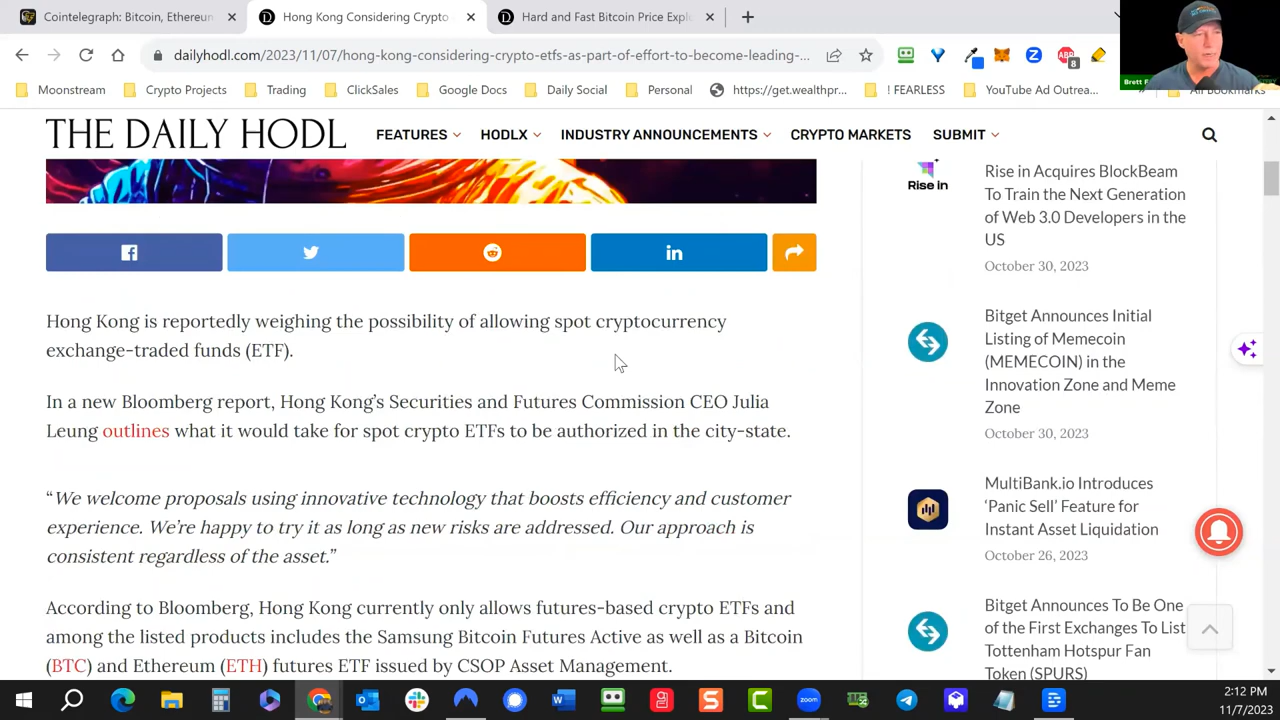 Cointelegraph: Bitcoin, Ethereum
Hong Kong Considering Crypto
Hard and Fast Bitcoin Price Expl
dailyhodl.com/2023/11/07/hong-kong-considering-crypto-etfs-as-part-of-effort-to-become-leading-...
ABP
8
Brett F
Moonstream
Crypto Projects
Trading
ClickSales
Google Docs
Daily Social
Personal
https://get.wealthpr...
! FEARLESS
YouTube Ad Outrea...
All Bookmarks
THE DAILY HODL
FEATURES
HODLX
INDUSTRY ANNOUNCEMENTS
CRYPTO MARKETS
SUBMIT
Hong Kong is reportedly weighing the possibility of allowing spot cryptocurrency
exchange-traded funds (ETF).
In a new Bloomberg report, Hong Kong’s Securities and Futures Commission CEO Julia
Leung outlines what it would take for spot crypto ETFs to be authorized in the city-state.
“We welcome proposals using innovative technology that boosts efficiency and customer
experience. We’re happy to try it as long as new risks are addressed. Our approach is
consistent regardless of the asset.”
According to Bloomberg, Hong Kong currently only allows futures-based crypto ETFs and
among the listed products includes the Samsung Bitcoin Futures Active as well as a Bitcoin
(BTC) and Ethereum (ETH) futures ETF issued by CSOP Asset Management.
Rise in
Rise in Acquires BlockBeam
To Train the Next Generation
of Web 3.0 Developers in the
US
October 30, 2023
Bitget Announces Initial
Listing of Memecoin
(MEMECOIN) in the
Innovation Zone and Meme
Zone
October 30, 2023
MultiBank.io Introduces
‘Panic Sell’ Feature for
Instant Asset Liquidation
October 26, 2023
Bitget Announces To Be One
of the First Exchanges To List
Tottenham Hotspur Fan
Token (SPURS)
zoom
2:12 PM
11/7/2023